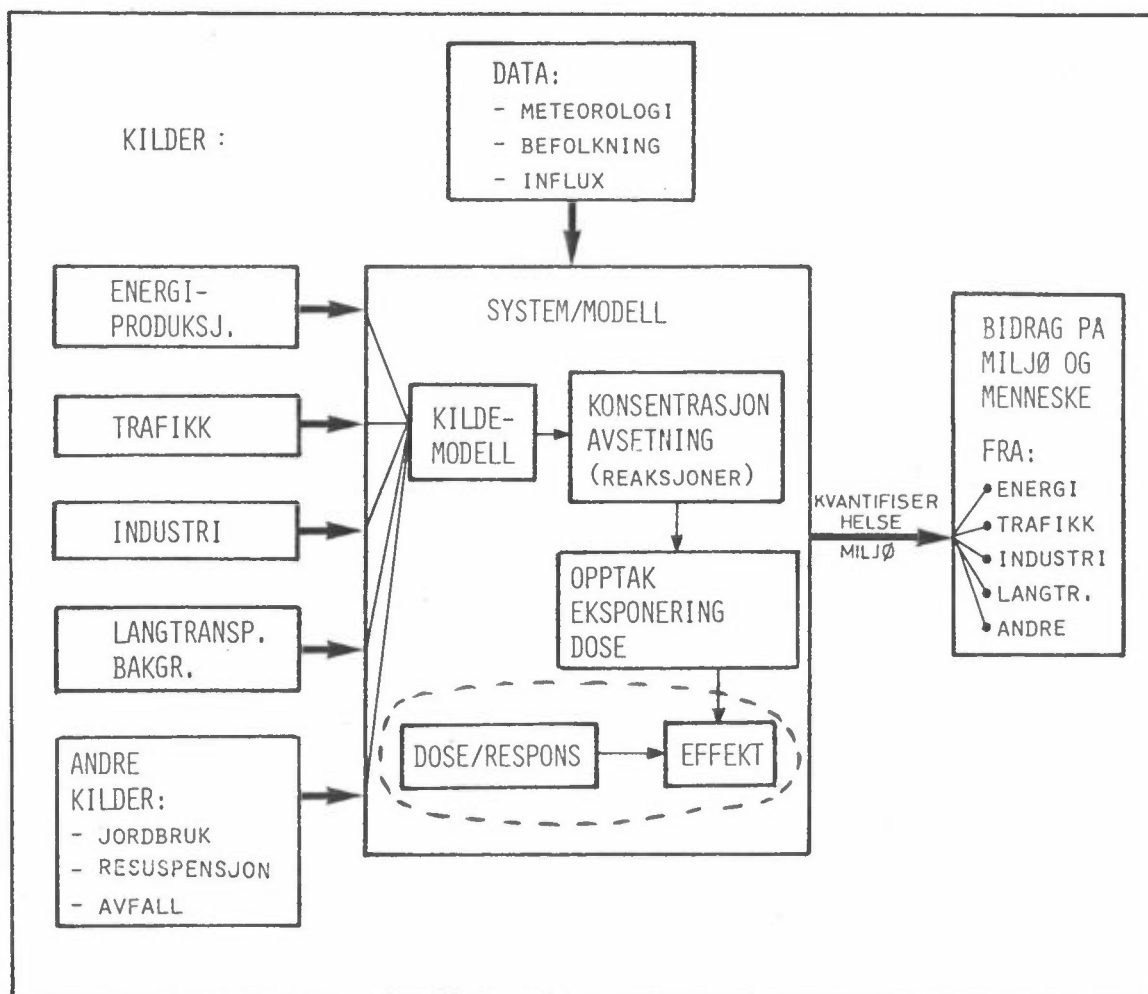 DATA:
- METEOROLOGI
- BEFOLKNING
- INFLUX
KILDER :
ENERGI-
PRODUKSJ.
TRAFIKK
INDUSTRI
LANGTRANSP.
BAKGR.
ANDRE
KILDER:
- JORDBRUK
- RESUSPENSJON
- AVFALL
SYSTEM/MODELL
KILDE-
MODELL
KONSENTRASJON
AVSETNING
(REAKSJONER)
OPPTAK
EKSPONERING
DOSE
DOSE/RESPONS
EFFEKT
KVANTIFISER
HELSE
MILJØ
BIDRAG PÅ
MILJØ OG
MENNESKE
FRA:
ENERGI
TRAFIKK
INDUSTRI
LANGTR.
ANDRE